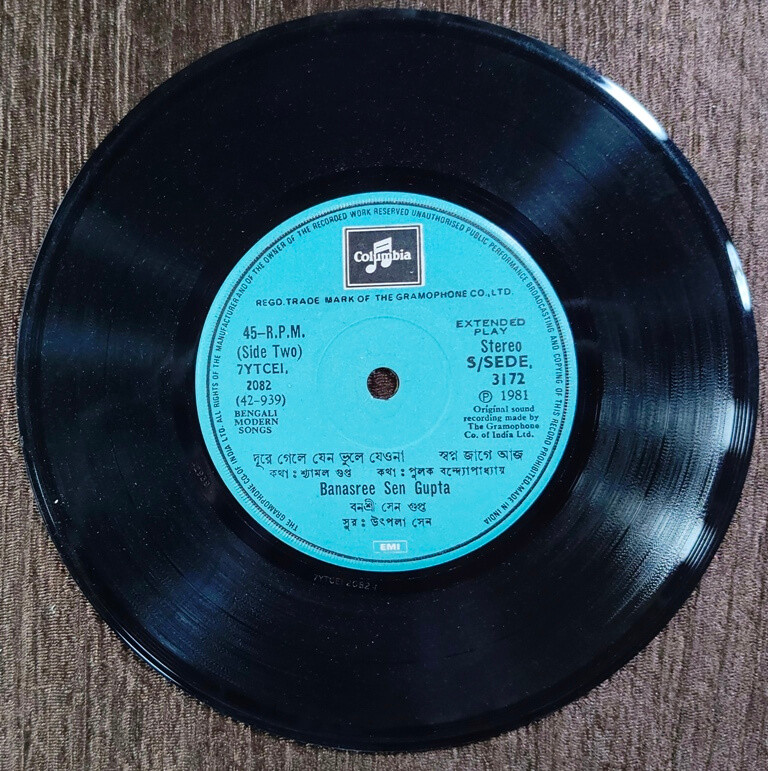 THE GRAMOPHONE CO. OF INDIA LTD. ALL RIGHTS OF THE MANUFACTURER AND OF THE OWNER OF THE RECORDED WORK RESERVED UNAUTHORISED PUBLIC PERFORMANCE BROADCASTING AND COPYING OF THIS RECORD PROHIBITED. MADE IN INDIA
Columbia
REGD. TRADE MARK OF THE GRAMOPHONE CO., LTD.
45–R.P.M.
(Side Two)
7YTCEI,
2082
(42-939)
BENGALI
MODERN
SONGS
EXTENDED
PLAY
Stereo
S/SEDE,
3172
Ⓟ 1981
Original sound
recording made by
The Gramophone
Co. of India Ltd.
দূরে গেলে যেন ভুলে যেওনা স্বপ্ন জাগে আজ
কথা : শ্যামল গুপ্ত কথা : পুলক বন্দ্যোপাধ্যায়
Banasree Sen Gupta
বনশ্রী সেন গুপ্ত
সুর : উৎপলা সেন
EMI